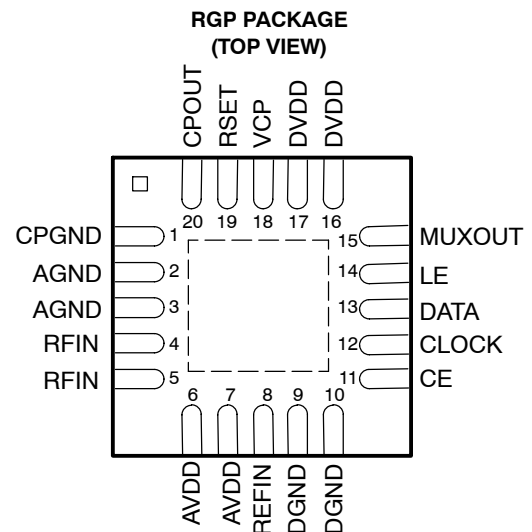 RGP PACKAGE
(TOP VIEW)
CPOUT
RSET
VCP
DVDD
DVDD
20 19 18 17 16
CPGND 1
AGND 2
AGND 3
RFIN 4
RFIN 5
15 MUXOUT
14 LE
13 DATA
12 CLOCK
11 CE
6 7 8 9 10
AVDD
AVDD
REFIN
DGND
DGND